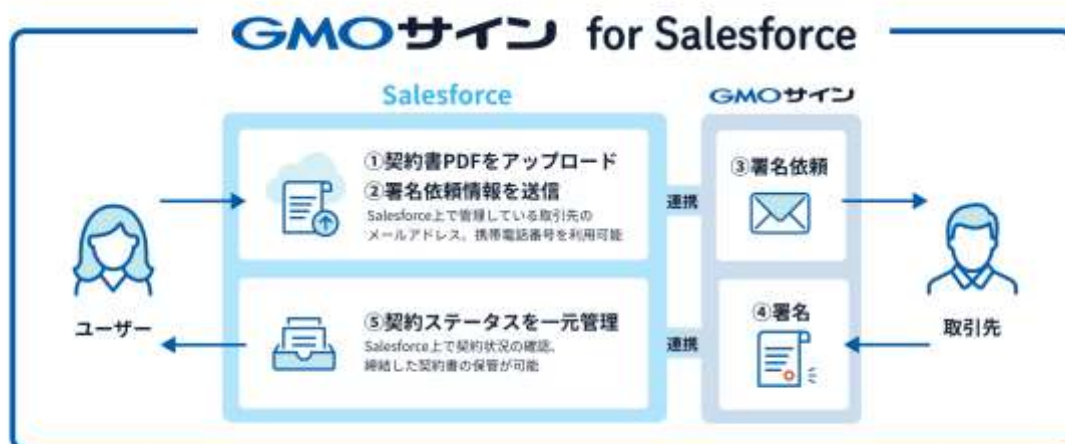 GMOサイン for Salesforce
Salesforce
GMOサイン
①契約書PDFをアップロード
②署名依頼情報を送信
Salesforce上で管理している取引先の
メールアドレス、携帯電話番号を利用可能
連携
③署名依頼
ユーザー
⑤契約ステータスを一元管理
Salesforce上で契約状況の確認、
締結した契約書の保管が可能
連携
④署名
取引先